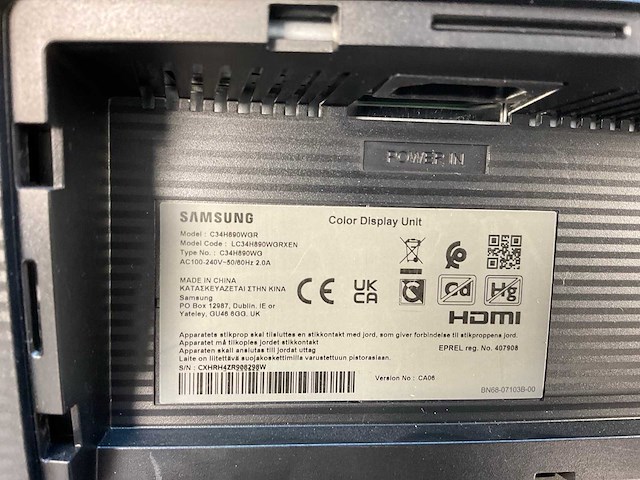 POWER IN
SAMSUNG
Color Display Unit
Model : C34H890WGR
Model Code : LC34H890WGRXEN
Type No. : C34H890WG
AC100-240V~50/60Hz 2.0A
MADE IN CHINA
ΚΑΤΑΣΚΕΥΑΖΕΤΑΙ ΣΤΗΝ ΚΙΝΑ
Samsung
PO Box 12987, Dublin. IE or
Yateley, GU46 6GG. UK
CE
UK
CA
Cd
Hg
HDMI
Apparatets stikprop skal tilsluttes en stikkontakt med jord, som giver forbindelse til stikproppens jord.
Apparatet må tilkoples jordet stikkontakt
Apparaten skall anslutas till jordat uttag
Laite on liitettävä suojakoskettimilla varustettuun pistorasiaan.
EPREL reg. No. 407908
S/N : CXHRH4ZR908298W
Version No : CA06
BN68-07103B-00